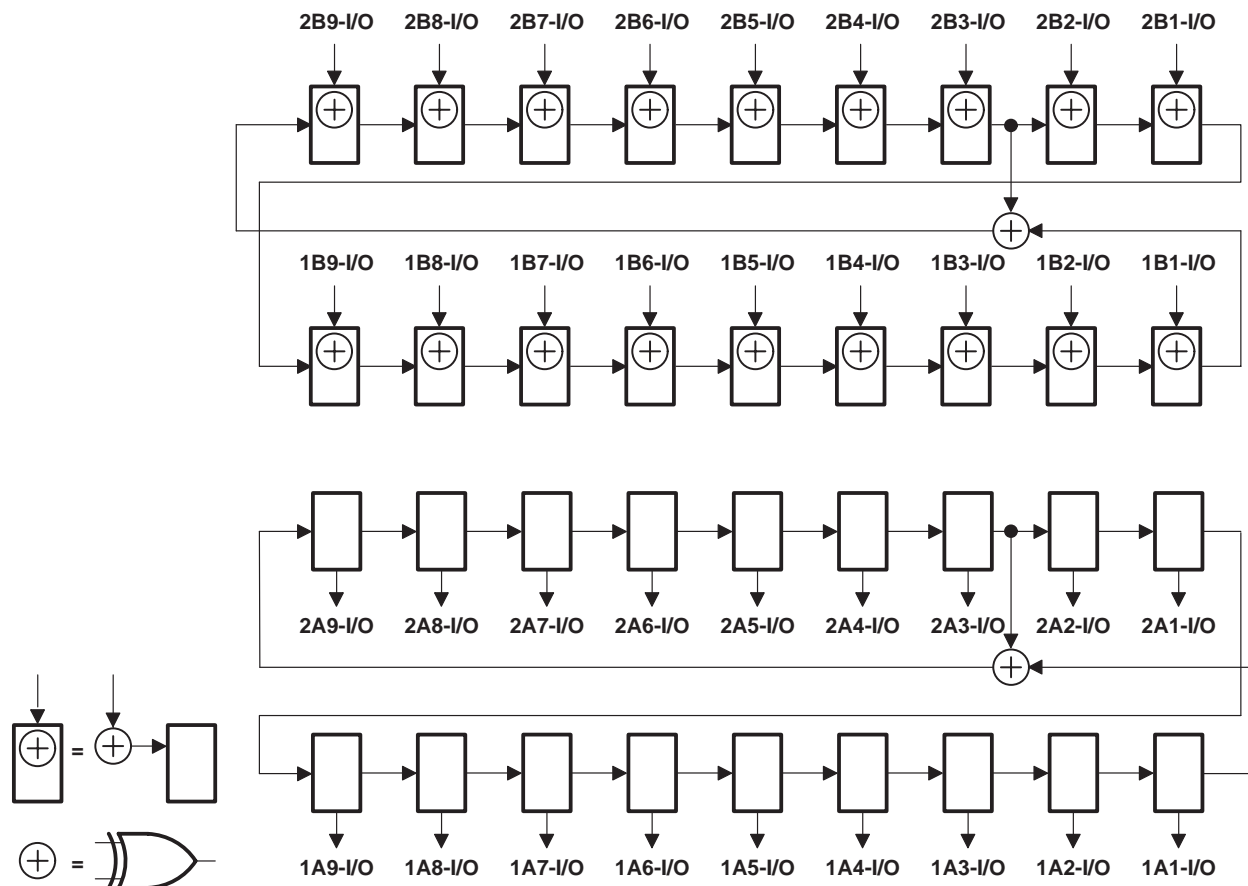 2B9-I/O 2B8-I/O 2B7-I/O 2B6-I/O 2B5-I/O 2B4-I/O 2B3-I/O 2B2-I/O 2B1-I/O
1B9-I/O 1B8-I/O 1B7-I/O 1B6-I/O 1B5-I/O 1B4-I/O 1B3-I/O 1B2-I/O 1B1-I/O
2A9-I/O 2A8-I/O 2A7-I/O 2A6-I/O 2A5-I/O 2A4-I/O 2A3-I/O 2A2-I/O 2A1-I/O
=
1A9-I/O 1A8-I/O 1A7-I/O 1A6-I/O 1A5-I/O 1A4-I/O 1A3-I/O 1A2-I/O 1A1-I/O
=